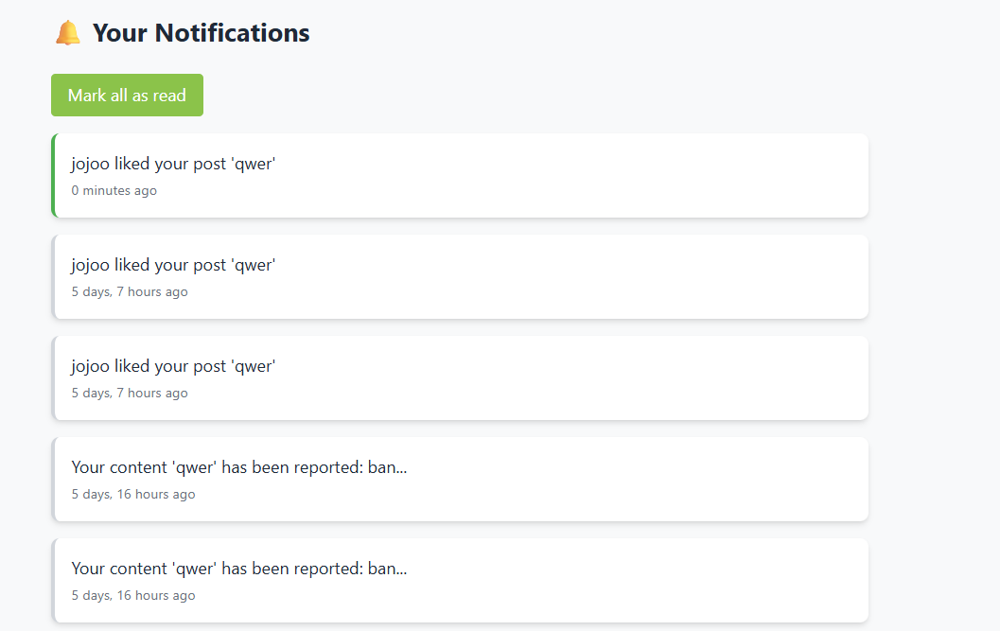 Your Notifications
Mark all as read
jojoo liked your post 'qwer'
0 minutes ago
jojoo liked your post 'qwer'
5 days, 7 hours ago
jojoo liked your post 'qwer'
5 days, 7 hours ago
Your content 'qwer' has been reported: ban...
5 days, 16 hours ago
Your content 'qwer' has been reported: ban...
5 days, 16 hours ago